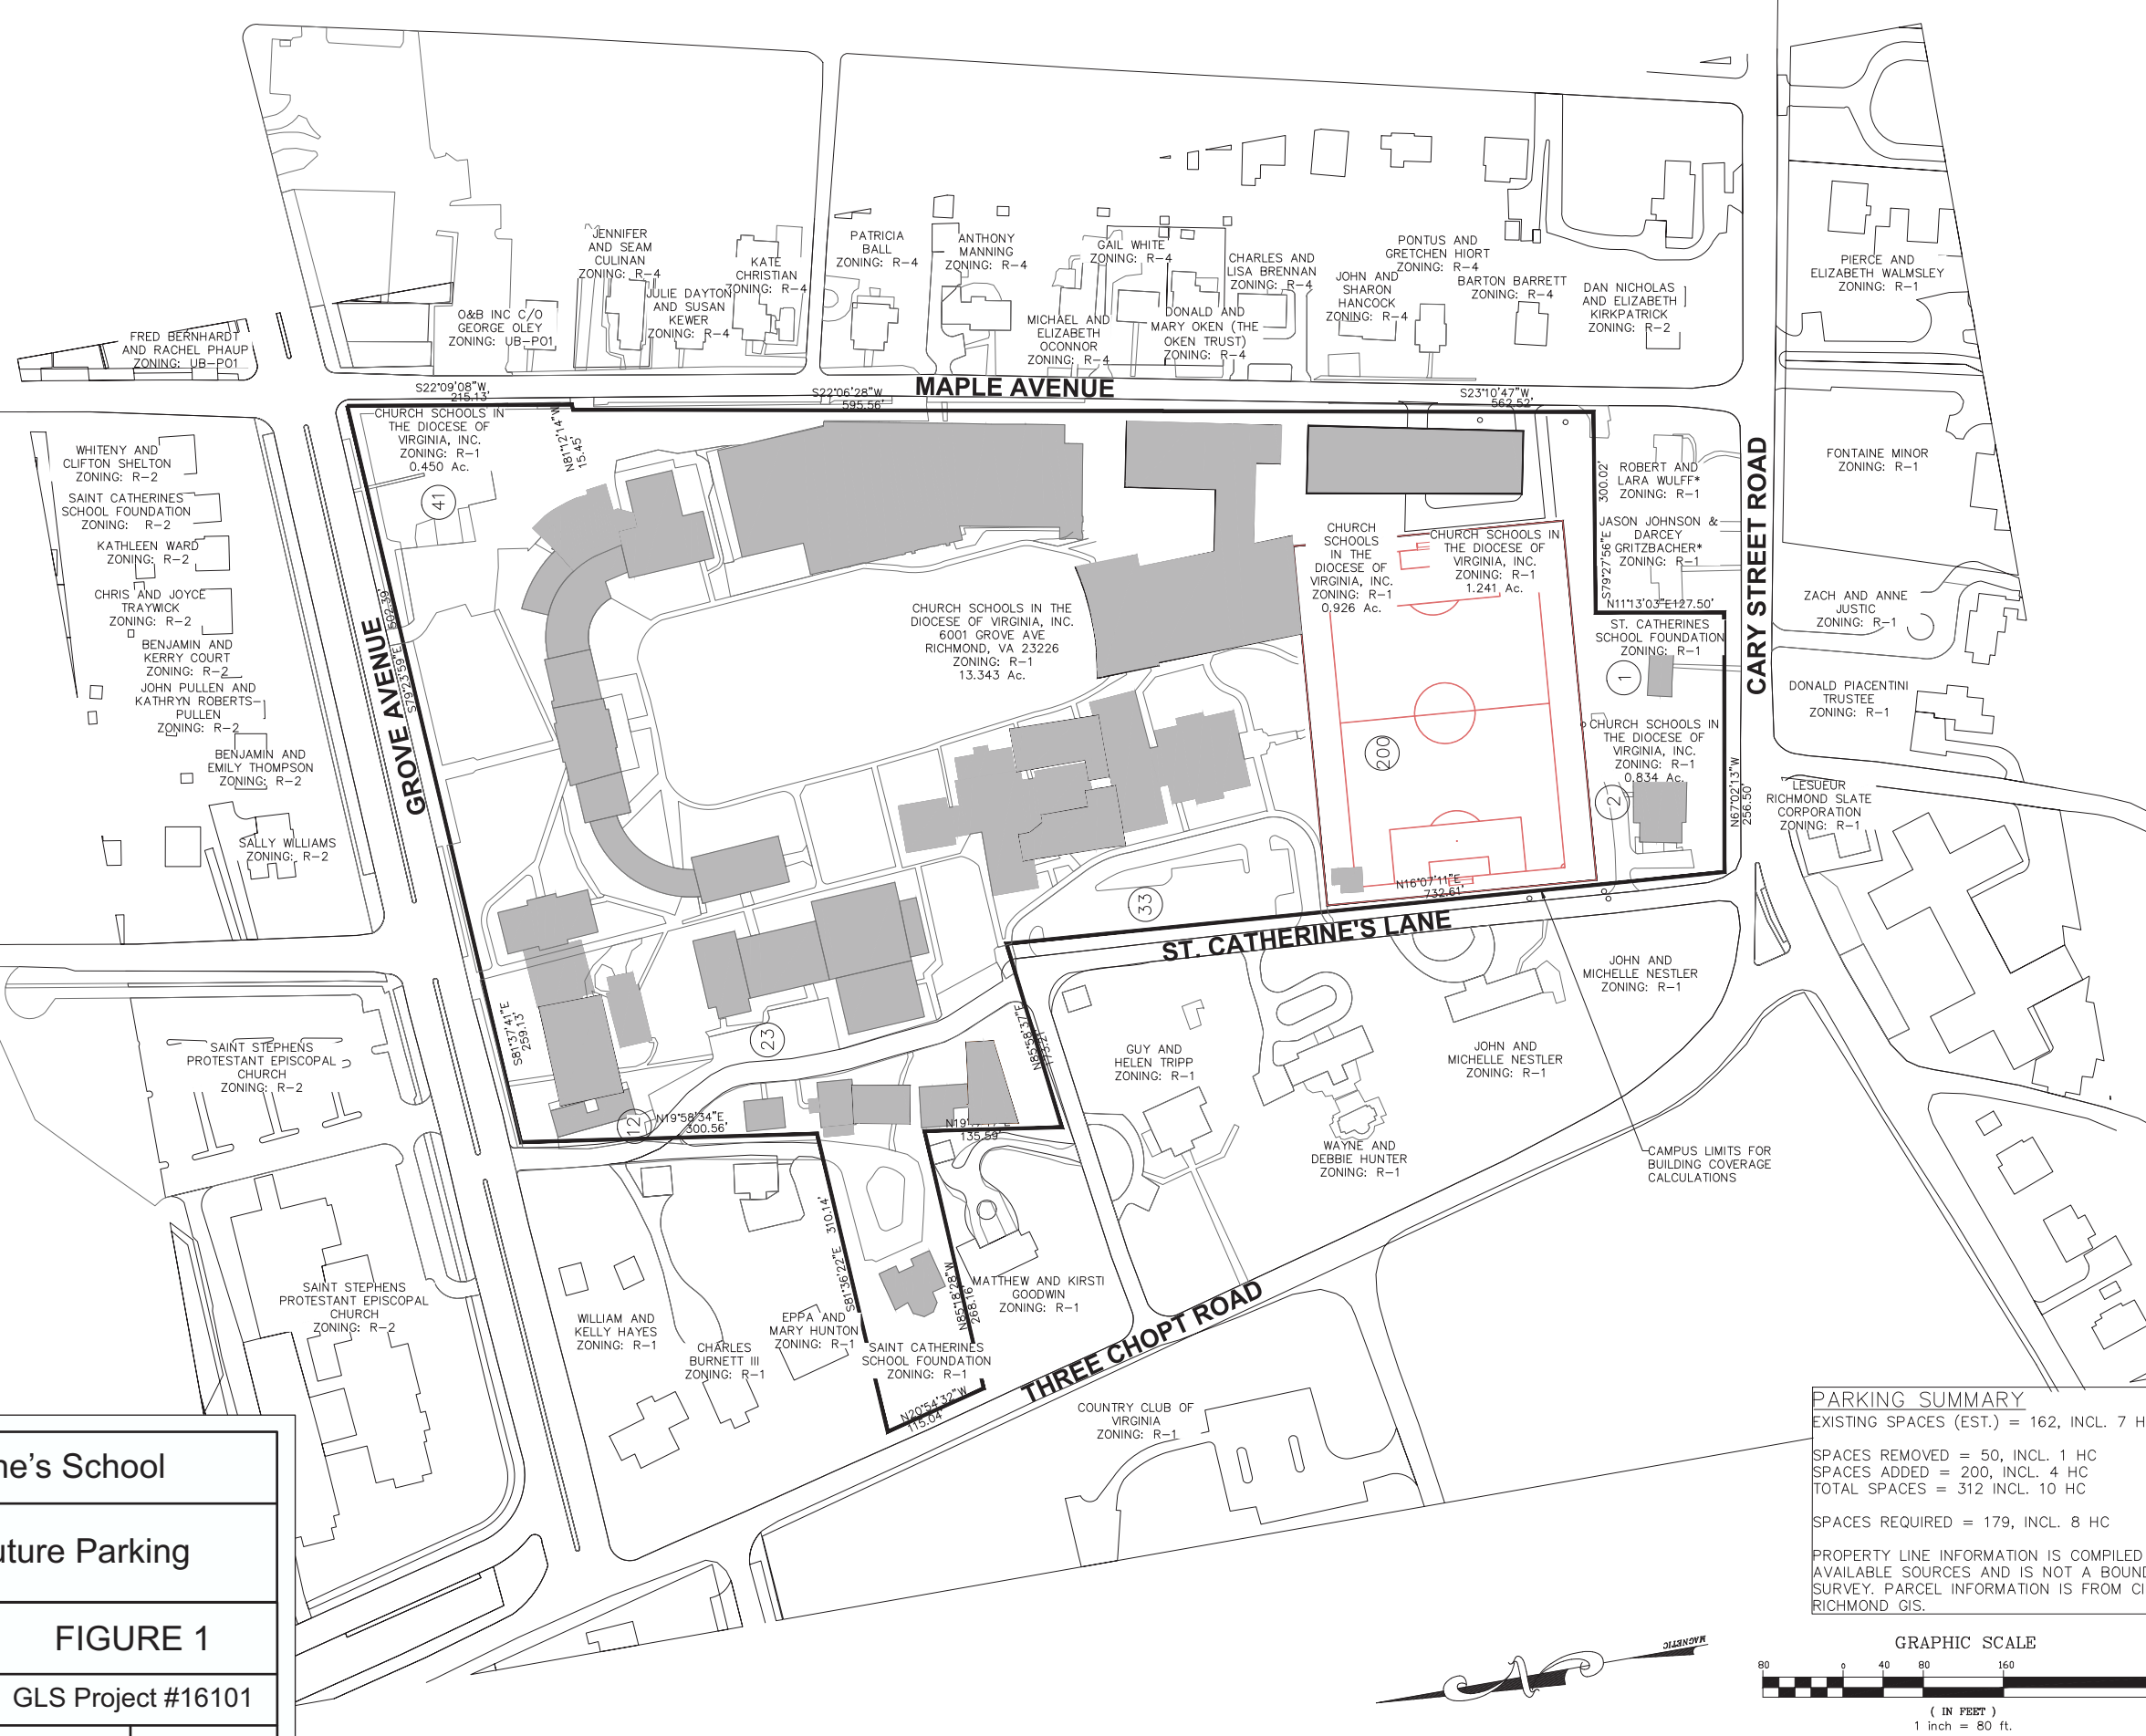 JENNIFER
AND SEAM
CULINAN
ZONING: R-4
KATE
CHRISTIAN
ZONING: R-4
JULIE DAYTON
AND SUSAN
KEWER
ZONING: R-4
O&B INC C/O
GEORGE OLEY
ZONING: UB-PO1
FRED BERNHARDT
AND RACHEL PHAUP
ZONING: UB-PO1
PATRICIA
BALL
ZONING: R-4
ANTHONY
MANNING
ZONING: R-4
GAIL WHITE
ZONING: R-4
MICHAEL AND
ELIZABETH
OCONNOR
ZONING: R-4
DONALD AND
MARY OKEN (THE
OKEN TRUST)
ZONING: R-4
CHARLES AND
LISA BRENNAN
ZONING: R-4
JOHN AND
SHARON
HANCOCK
ZONING: R-4
PONTUS AND
GRETCHEN HIORT
ZONING: R-4
BARTON BARRETT
ZONING: R-4
DAN NICHOLAS
AND ELIZABETH
KIRKPATRICK
ZONING: R-2
PIERCE AND
ELIZABETH WALMSLEY
ZONING: R-1
S22°09'08"W
215.13'
S22°06'28"W
595.56'
MAPLE AVENUE
S23°10'47"W
562.52'
CHURCH SCHOOLS IN
THE DIOCESE OF
VIRGINIA, INC.
ZONING: R-1
0.450 Ac.
N81°12'14"W
15.45'
41
WHITENY AND
CLIFTON SHELTON
ZONING: R-2
SAINT CATHERINES
SCHOOL FOUNDATION
ZONING: R-2
KATHLEEN WARD
ZONING: R-2
CHRIS AND JOYCE
TRAYWICK
ZONING: R-2
BENJAMIN AND
KERRY COURT
ZONING: R-2
JOHN PULLEN AND
KATHRYN ROBERTS-
PULLEN
ZONING: R-2
BENJAMIN AND
EMILY THOMPSON
ZONING: R-2
SALLY WILLIAMS
ZONING: R-2
GROVE AVENUE
S79°23'59"E 502.39'
CHURCH SCHOOLS IN THE
DIOCESE OF VIRGINIA, INC.
6001 GROVE AVE
RICHMOND, VA 23226
ZONING: R-1
13.343 Ac.
CHURCH
SCHOOLS
IN THE
DIOCESE OF
VIRGINIA, INC.
ZONING: R-1
0.926 Ac.
CHURCH SCHOOLS IN
THE DIOCESE OF
VIRGINIA, INC.
ZONING: R-1
1.241 Ac.
300.02'
S79°27'56"E
ROBERT AND
LARA WULFF*
ZONING: R-1
JASON JOHNSON &
DARCEY
GRITZBACHER*
ZONING: R-1
N11°13'03"E127.50'
ST. CATHERINES
SCHOOL FOUNDATION
ZONING: R-1
1
CHURCH SCHOOLS IN
THE DIOCESE OF
VIRGINIA, INC.
ZONING: R-1
0.834 Ac.
2
200
CARY STREET ROAD
N67°02'13"W
256.50'
FONTAINE MINOR
ZONING: R-1
ZACH AND ANNE
JUSTIC
ZONING: R-1
DONALD PIACENTINI
TRUSTEE
ZONING: R-1
LESUEUR
RICHMOND SLATE
CORPORATION
ZONING: R-1
N16°07'11"E
732.61'
ST. CATHERINE'S LANE
33
23
12
S81°37'41"E
259.13'
N85°58'37"E
N19°58'34"E
300.56'
135.59'
JOHN AND
MICHELLE NESTLER
ZONING: R-1
JOHN AND
MICHELLE NESTLER
ZONING: R-1
GUY AND
HELEN TRIPP
ZONING: R-1
WAYNE AND
DEBBIE HUNTER
ZONING: R-1
CAMPUS LIMITS FOR
BUILDING COVERAGE
CALCULATIONS
SAINT STEPHENS
PROTESTANT EPISCOPAL
CHURCH
ZONING: R-2
SAINT STEPHENS
PROTESTANT EPISCOPAL
CHURCH
ZONING: R-2
WILLIAM AND
KELLY HAYES
ZONING: R-1
CHARLES
BURNETT III
ZONING: R-1
EPPA AND
MARY HUNTON
ZONING: R-1
S81°36'22"E 310.14'
N85°18'28"W
268.16'
SAINT CATHERINES
SCHOOL FOUNDATION
ZONING: R-1
N20°54'32"W
115.04'
MATTHEW AND KIRSTI
GOODWIN
ZONING: R-1
THREE CHOPT ROAD
COUNTRY CLUB OF
VIRGINIA
ZONING: R-1
ne's School
uture Parking
FIGURE 1
GLS Project #16101
PARKING SUMMARY
EXISTING SPACES (EST.) = 162, INCL. 7 H
SPACES REMOVED = 50, INCL. 1 HC
SPACES ADDED = 200, INCL. 4 HC
TOTAL SPACES = 312 INCL. 10 HC
SPACES REQUIRED = 179, INCL. 8 HC
PROPERTY LINE INFORMATION IS COMPILED
AVAILABLE SOURCES AND IS NOT A BOUND
SURVEY. PARCEL INFORMATION IS FROM CI
RICHMOND GIS.
MAGNETIC
N
GRAPHIC SCALE
80 0 40 80 160
( IN FEET )
1 inch = 80 ft.